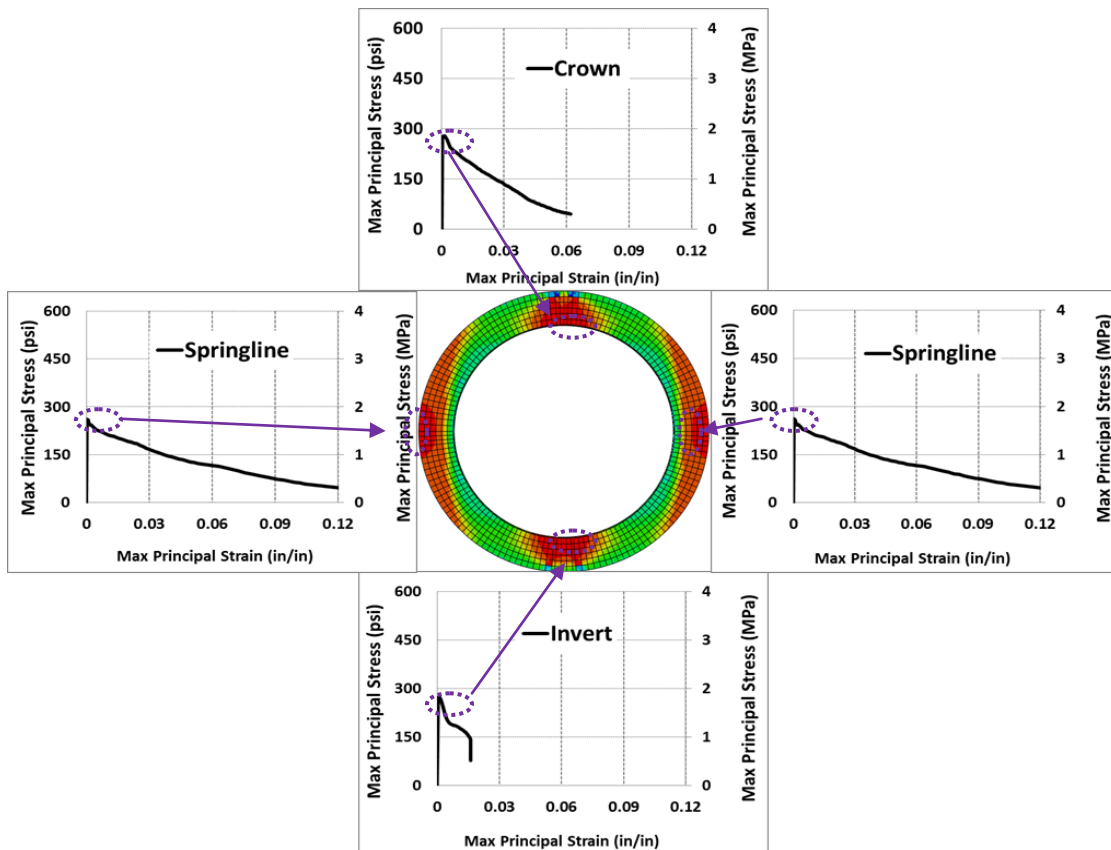 Max Principal Stress (psi)
600
450
300
150
0
Crown
4
3
2
1
0
Max Principal Stress (MPa)
0 0.03 0.06 0.09 0.12
Max Principal Strain (in/in)
Max Principal Stress (psi)
600
450
300
150
0
Springline
4
3
2
1
0
Max Principal Stress (MPa)
0 0.03 0.06 0.09 0.12
Max Principal Strain (in/in)
Max Principal Stress (psi)
600
450
300
150
0
Springline
4
3
2
1
0
Max Principal Stress (MPa)
0 0.03 0.06 0.09 0.12
Max Principal Strain (in/in)
Max Principal Stress (psi)
600
450
300
150
0
Invert
4
3
2
1
0
Max Principal Stress (MPa)
0 0.03 0.06 0.09 0.12
Max Principal Strain (in/in)